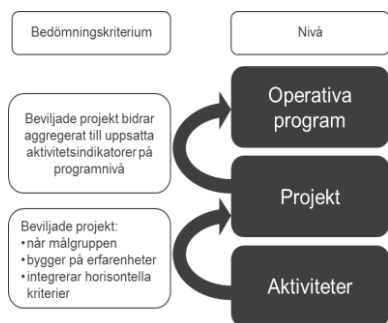 Bedömningskriterium
Nivå
Beviljade projekt bidrar
aggregerat till uppsatta
aktivitetsindikatorer på
programnivå
Operativa
program
Projekt
Beviljade projekt:
•når målgruppen
•bygger på erfarenheter
•integrerar horisontella
kriterier
Aktiviteter